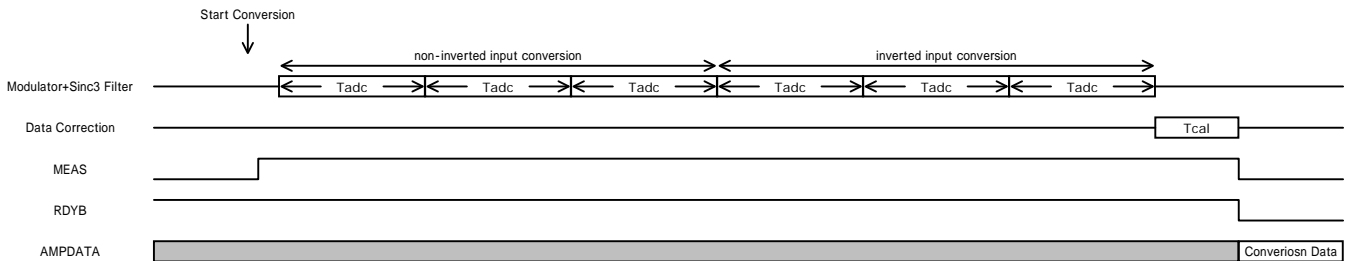 Start Conversion
non-inverted input conversion
inverted input conversion
Modulator+Sinc3 Filter
Tadc
Tadc
Tadc
Tadc
Tadc
Tadc
Data Correction
Tcal
MEAS
RDYB
AMPDATA
Converiosn Data